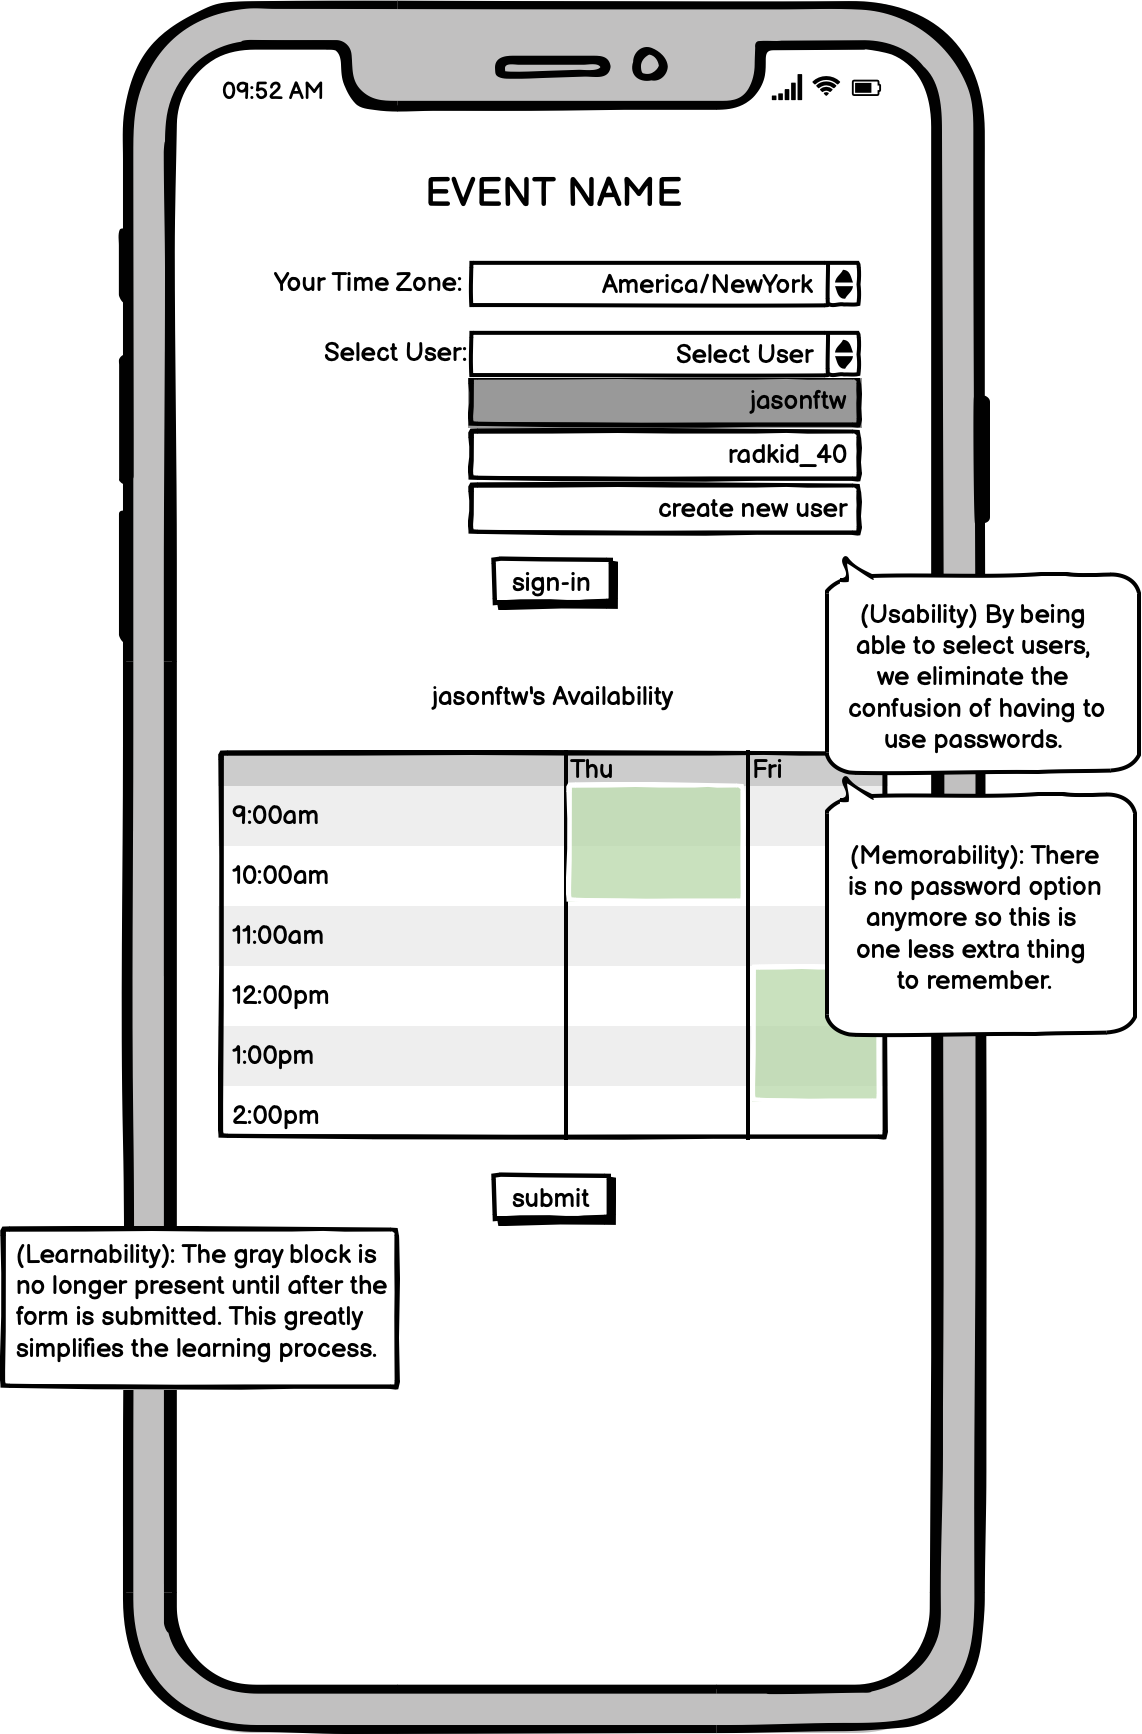 09:52 AM
EVENT NAME
Your Time Zone:
America/NewYork
Select User:
Select User
jasonftw
radkid_40
create new user
sign-in
(Usability) By being
able to select users,
we eliminate the
confusion of having to
use passwords.
jasonftw's Availability
Thu
Fri
9:00am
10:00am
11:00am
12:00pm
1:00pm
2:00pm
(Memorability): There
is no password option
anymore so this is
one less extra thing
to remember.
submit
(Learnability): The gray block is
no longer present until after the
form is submitted. This greatly
simplifies the learning process.